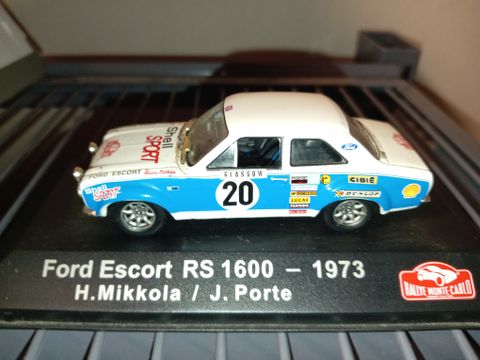 Shell
SPORT
FORD ESCORT
Shell
SPORT
GLASGOW
20
CIBIE
DUNLOP
LUCAS
Ford Escort RS 1600 – 1973
H.Mikkola / J. Porte
RALLYE MONTE-CARLO